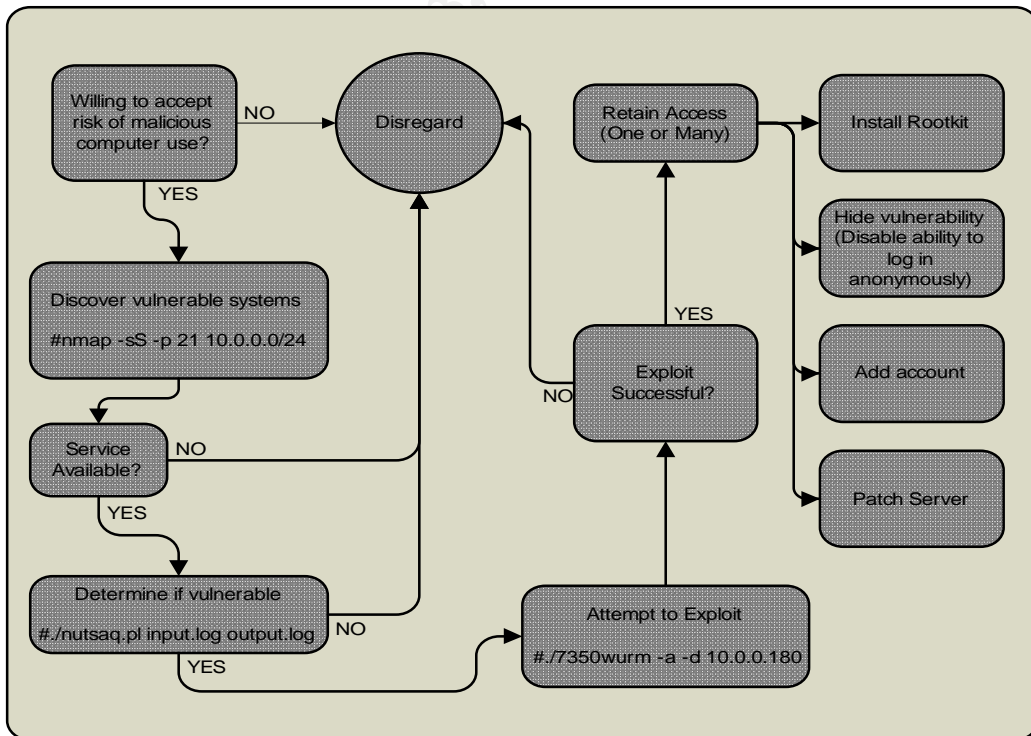 Willing to accept
risk of malicious
computer use?
NO
Disregard
YES
Discover vulnerable systems
#nmap -sS -p 21 10.0.0.0/24
Service
Available?
NO
YES
Determine if vulnerable
#./nutsaq.pl input.log output.log
NO
YES
Attempt to Exploit
#./7350wurm -a -d 10.0.0.180
Exploit
Successful?
NO
YES
Retain Access
(One or Many)
Install Rootkit
Hide vulnerability
(Disable ability to
log in
anonymously)
Add account
Patch Server